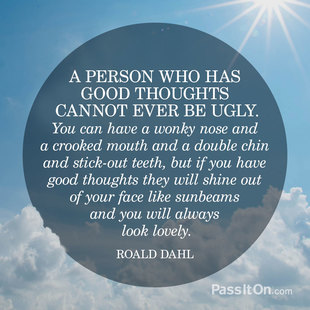 A PERSON WHO HAS
GOOD THOUGHTS
CANNOT EVER BE UGLY.
You can have a wonky nose and
a crooked mouth and a double chin
and stick-out teeth, but if you have
good thoughts they will shine out
of your face like sunbeams
and you will always
look lovely.
ROALD DAHL
PassItOn.com